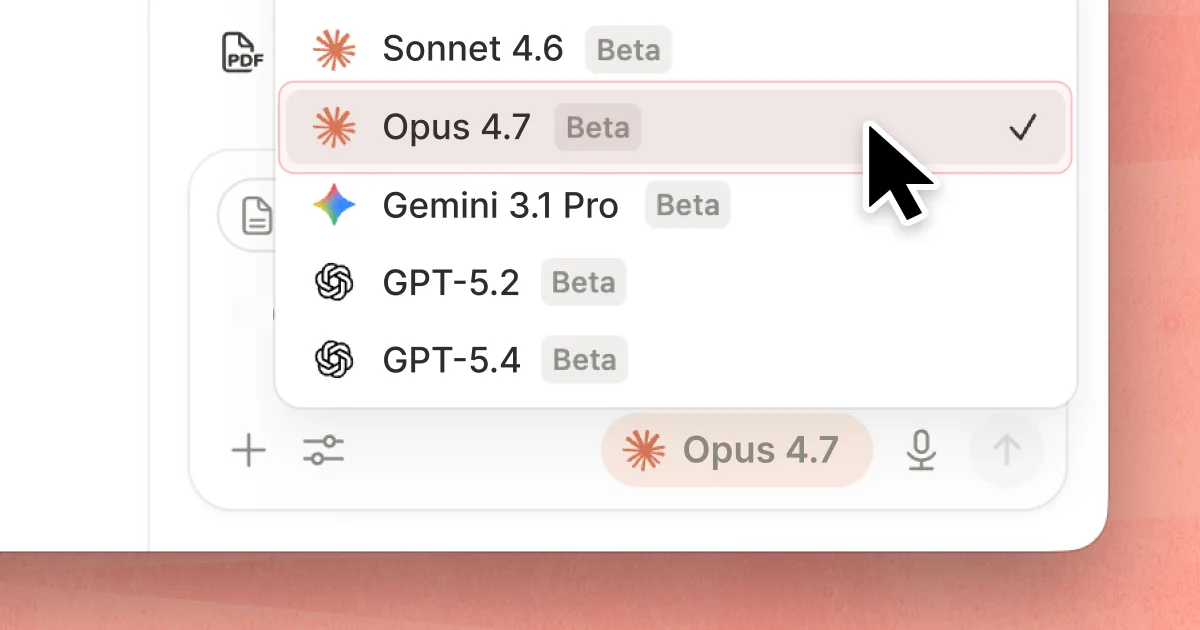 PDF
Sonnet 4.6 Beta
Opus 4.7 Beta
Gemini 3.1 Pro Beta
GPT-5.2 Beta
GPT-5.4 Beta
Opus 4.7